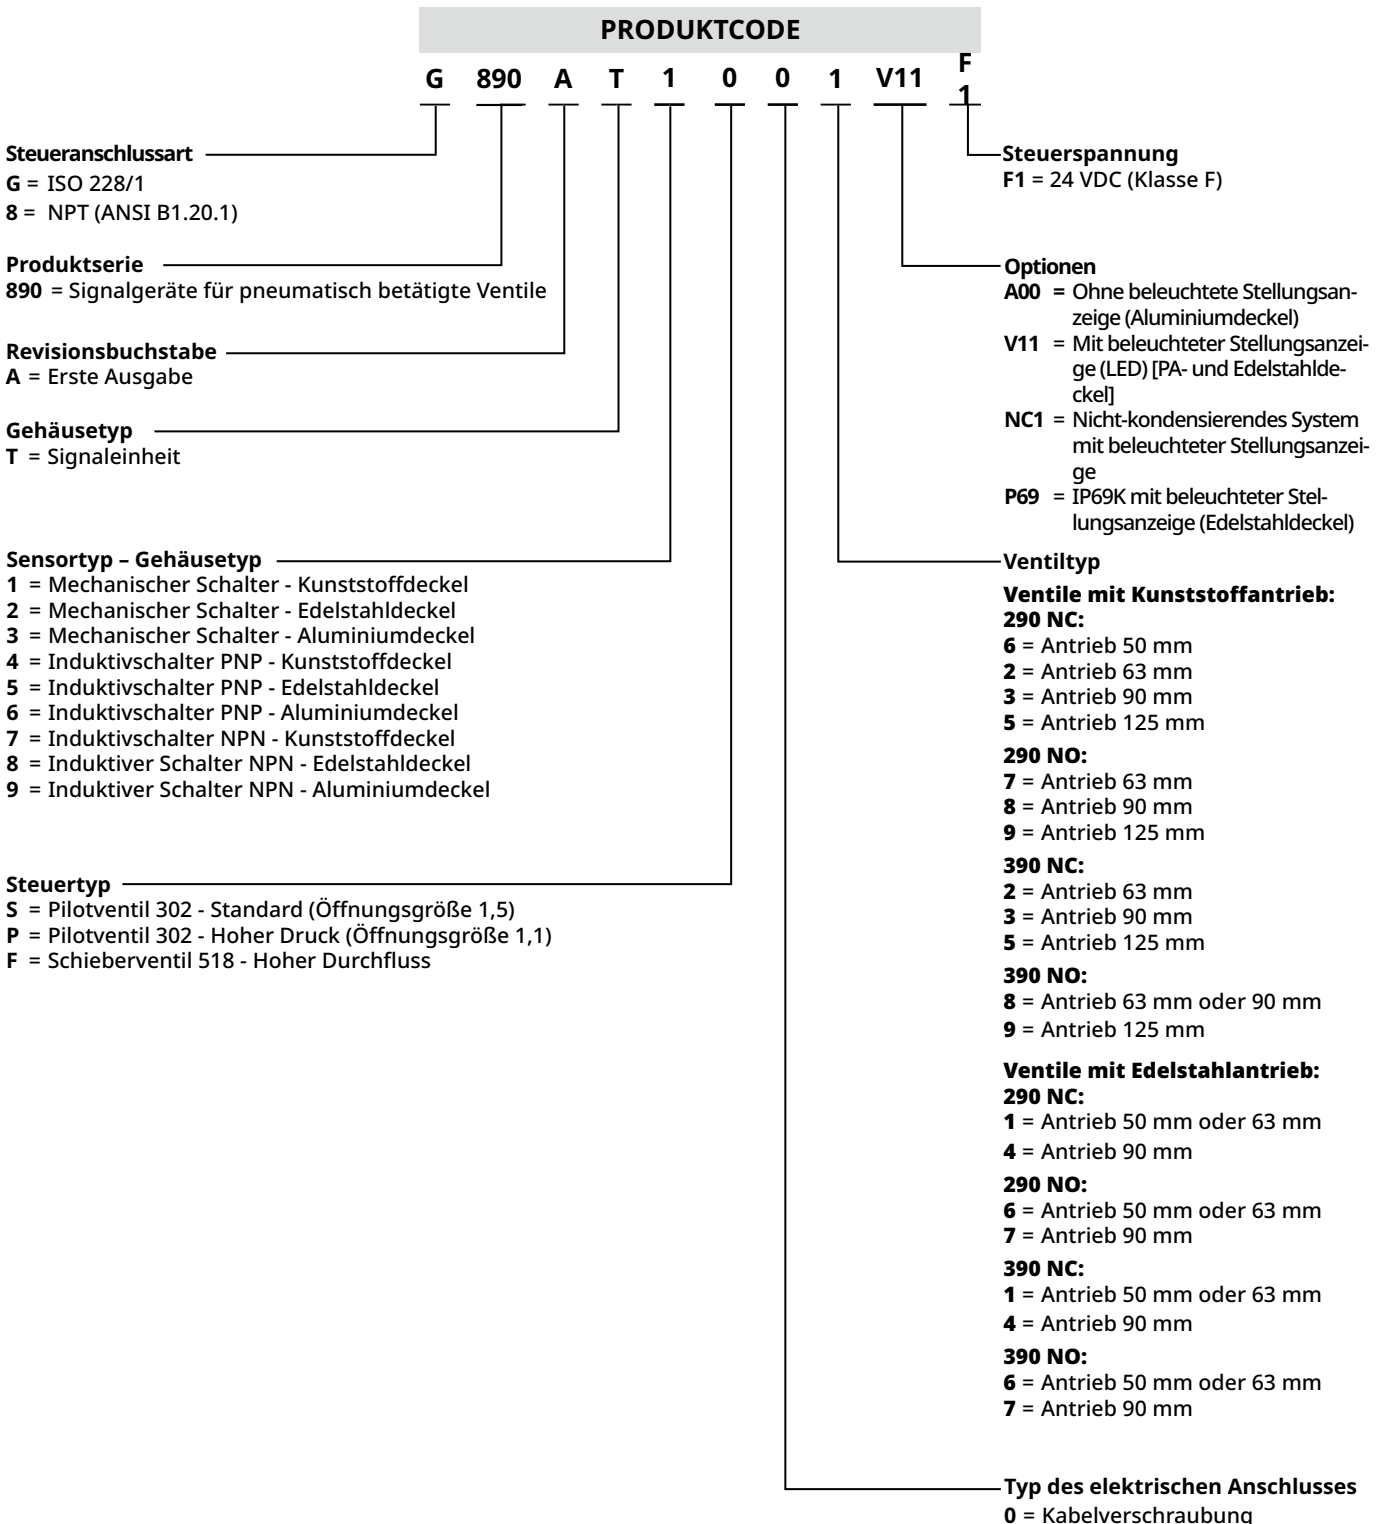 PRODUKTCODE
G 890 A T 1 0 0 1 V11 F
1
Steueranschlussart
G = ISO 228/1
8 = NPT (ANSI B1.20.1)
Produktserie
890 = Signalgeräte für pneumatisch betätigte Ventile
Revisionsbuchstabe
A = Erste Ausgabe
Gehäusetyp
T = Signaleinheit
Sensortyp – Gehäusetyp
1 = Mechanischer Schalter - Kunststoffdeckel
2 = Mechanischer Schalter - Edelstahldeckel
3 = Mechanischer Schalter - Aluminiumdeckel
4 = Induktivschalter PNP - Kunststoffdeckel
5 = Induktivschalter PNP - Edelstahldeckel
6 = Induktivschalter PNP - Aluminiumdeckel
7 = Induktivschalter NPN - Kunststoffdeckel
8 = Induktiver Schalter NPN - Edelstahldeckel
9 = Induktiver Schalter NPN - Aluminiumdeckel
Steuertyp
S = Pilotventil 302 - Standard (Öffnungsgröße 1,5)
P = Pilotventil 302 - Hoher Druck (Öffnungsgröße 1,1)
F = Schieberventil 518 - Hoher Durchfluss
Steuerspannung
F1 = 24 VDC (Klasse F)
Optionen
A00 = Ohne beleuchtete Stellungsan-
zeige (Aluminiumdeckel)
V11 = Mit beleuchteter Stellungsanzei-
ge (LED) [PA- und Edelstahlde-
ckel]
NC1 = Nicht-kondensierendes System
mit beleuchteter Stellungsanzei-
ge
P69 = IP69K mit beleuchteter Stel-
lungsanzeige (Edelstahldeckel)
Ventiltyp
Ventile mit Kunststoffantrieb:
290 NC:
6 = Antrieb 50 mm
2 = Antrieb 63 mm
3 = Antrieb 90 mm
5 = Antrieb 125 mm
290 NO:
7 = Antrieb 63 mm
8 = Antrieb 90 mm
9 = Antrieb 125 mm
390 NC:
2 = Antrieb 63 mm
3 = Antrieb 90 mm
5 = Antrieb 125 mm
390 NO:
8 = Antrieb 63 mm oder 90 mm
9 = Antrieb 125 mm
Ventile mit Edelstahlantrieb:
290 NC:
1 = Antrieb 50 mm oder 63 mm
4 = Antrieb 90 mm
290 NO:
6 = Antrieb 50 mm oder 63 mm
7 = Antrieb 90 mm
390 NC:
1 = Antrieb 50 mm oder 63 mm
4 = Antrieb 90 mm
390 NO:
6 = Antrieb 50 mm oder 63 mm
7 = Antrieb 90 mm
Typ des elektrischen Anschlusses
0 = Kabelverschraubung